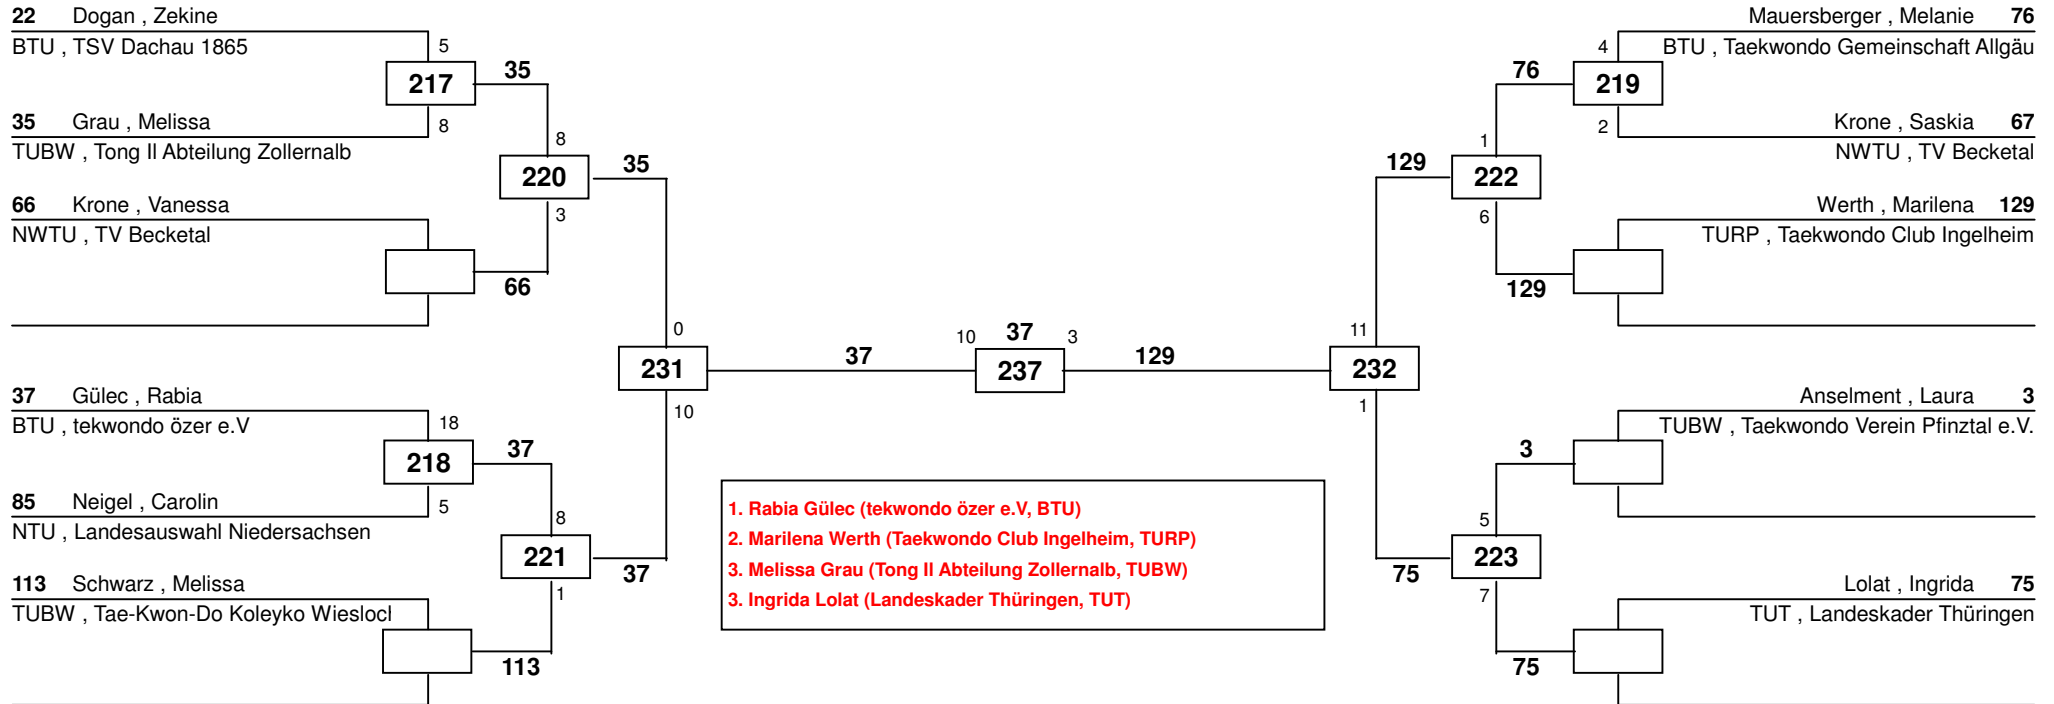 22 Dogan , Zekine
BTU , TSV Dachau 1865
5
217
35
35 Grau , Melissa
8
TUBW , Tong Il Abteilung Zollernalb
8
220
35
66 Krone , Vanessa
3
NWTU , TV Becketal
66
0
231
37
10
37 Gülec , Rabia
BTU , tekwondo özer e.V
18
218
37
85 Neigel , Carolin
5
NTU , Landesauswahl Niedersachsen
8
221
37
113 Schwarz , Melissa
1
TUBW , Tae-Kwon-Do Koleyko Wiesloch
113
10 37 3
237
129
1. Rabia Gülec (tekwondo özer e.V, BTU)
2. Marilena Werth (Taekwondo Club Ingelheim, TURP)
3. Melissa Grau (Tong Il Abteilung Zollernalb, TUBW)
3. Ingrida Lolat (Landeskader Thüringen, TUT)
Mauersberger , Melanie 76
4
BTU , Taekwondo Gemeinschaft Allgäu
76
219
2
Krone , Saskia 67
NWTU , TV Becketal
1
129
222
6
Werth , Marilena 129
TURP , Taekwondo Club Ingelheim
129
11
232
1
Anselment , Laura 3
TUBW , Taekwondo Verein Pfinztal e.V.
3
5
223
75
7
Lolat , Ingrida 75
TUT , Landeskader Thüringen
75